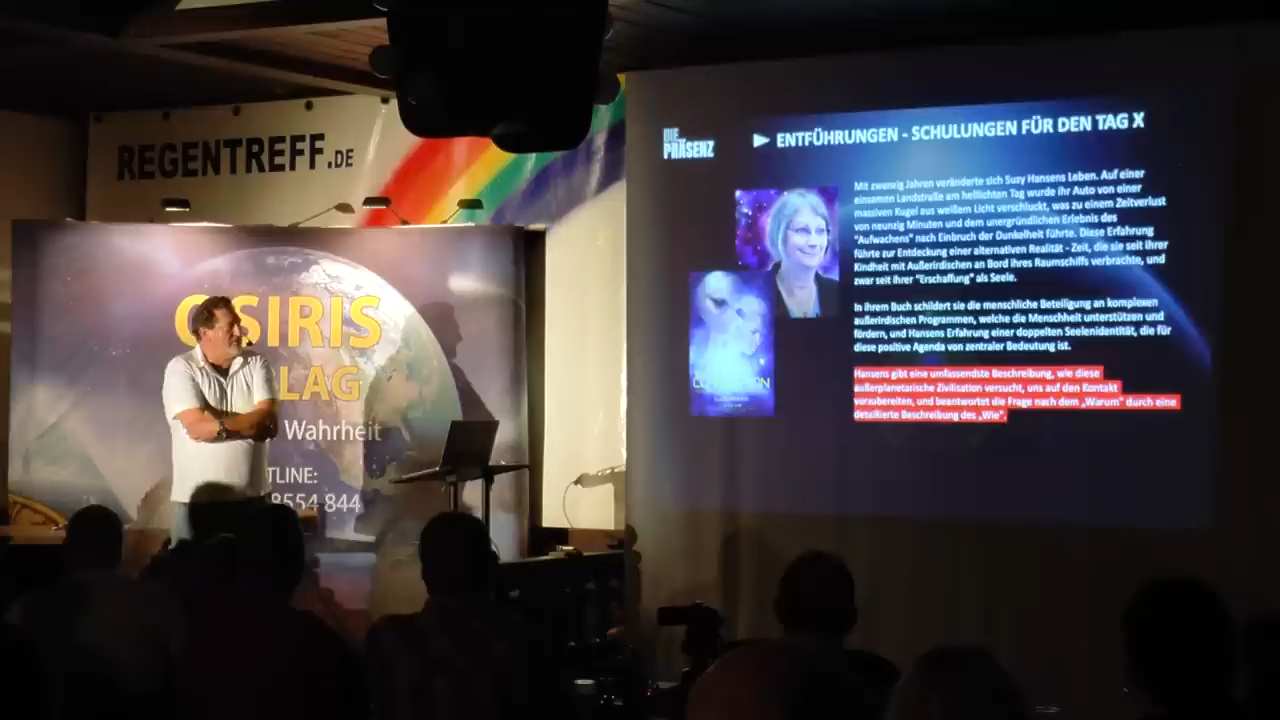 REGENTREFF.DE
OSIRIS
LAG
Wahrheit
TLINE:
8554 844
DIE
PRÄSENZ
► ENTFÜHRUNGEN - SCHULUNGEN FÜR DEN TAG X
Mit zwanzig Jahren veränderte sich Suzy Hansens Leben. Auf einer
einsamen Landstraße am helllichten Tag wurde ihr Auto von einer
massiven Kugel aus weißem Licht verschluckt, was zu einem Zeitverlust
von neunzig Minuten und dem unergründlichen Erlebnis des
"Aufwachens" nach Einbruch der Dunkelheit führte. Diese Erfahrung
führte zur Entdeckung einer alternativen Realität - Zeit, die sie seit ihrer
Kindheit mit Außerirdischen an Bord ihres Raumschiffs verbrachte, und
zwar seit ihrer "Erschaffung" als Seele.
In ihrem Buch schildert sie die menschliche Beteiligung an komplexen
außerirdischen Programmen, welche die Menschheit unterstützen und
fördern, und Hansens Erfahrung einer doppelten Seelenidentität, die für
diese positive Agenda von zentraler Bedeutung ist.
Hansens gibt eine umfassendste Beschreibung, wie diese
außerplanetarische Zivilisation versucht, uns auf den Kontakt
vorzubereiten, und beantwortet die Frage nach dem „Warum" durch eine
detaillierte Beschreibung des „Wie".